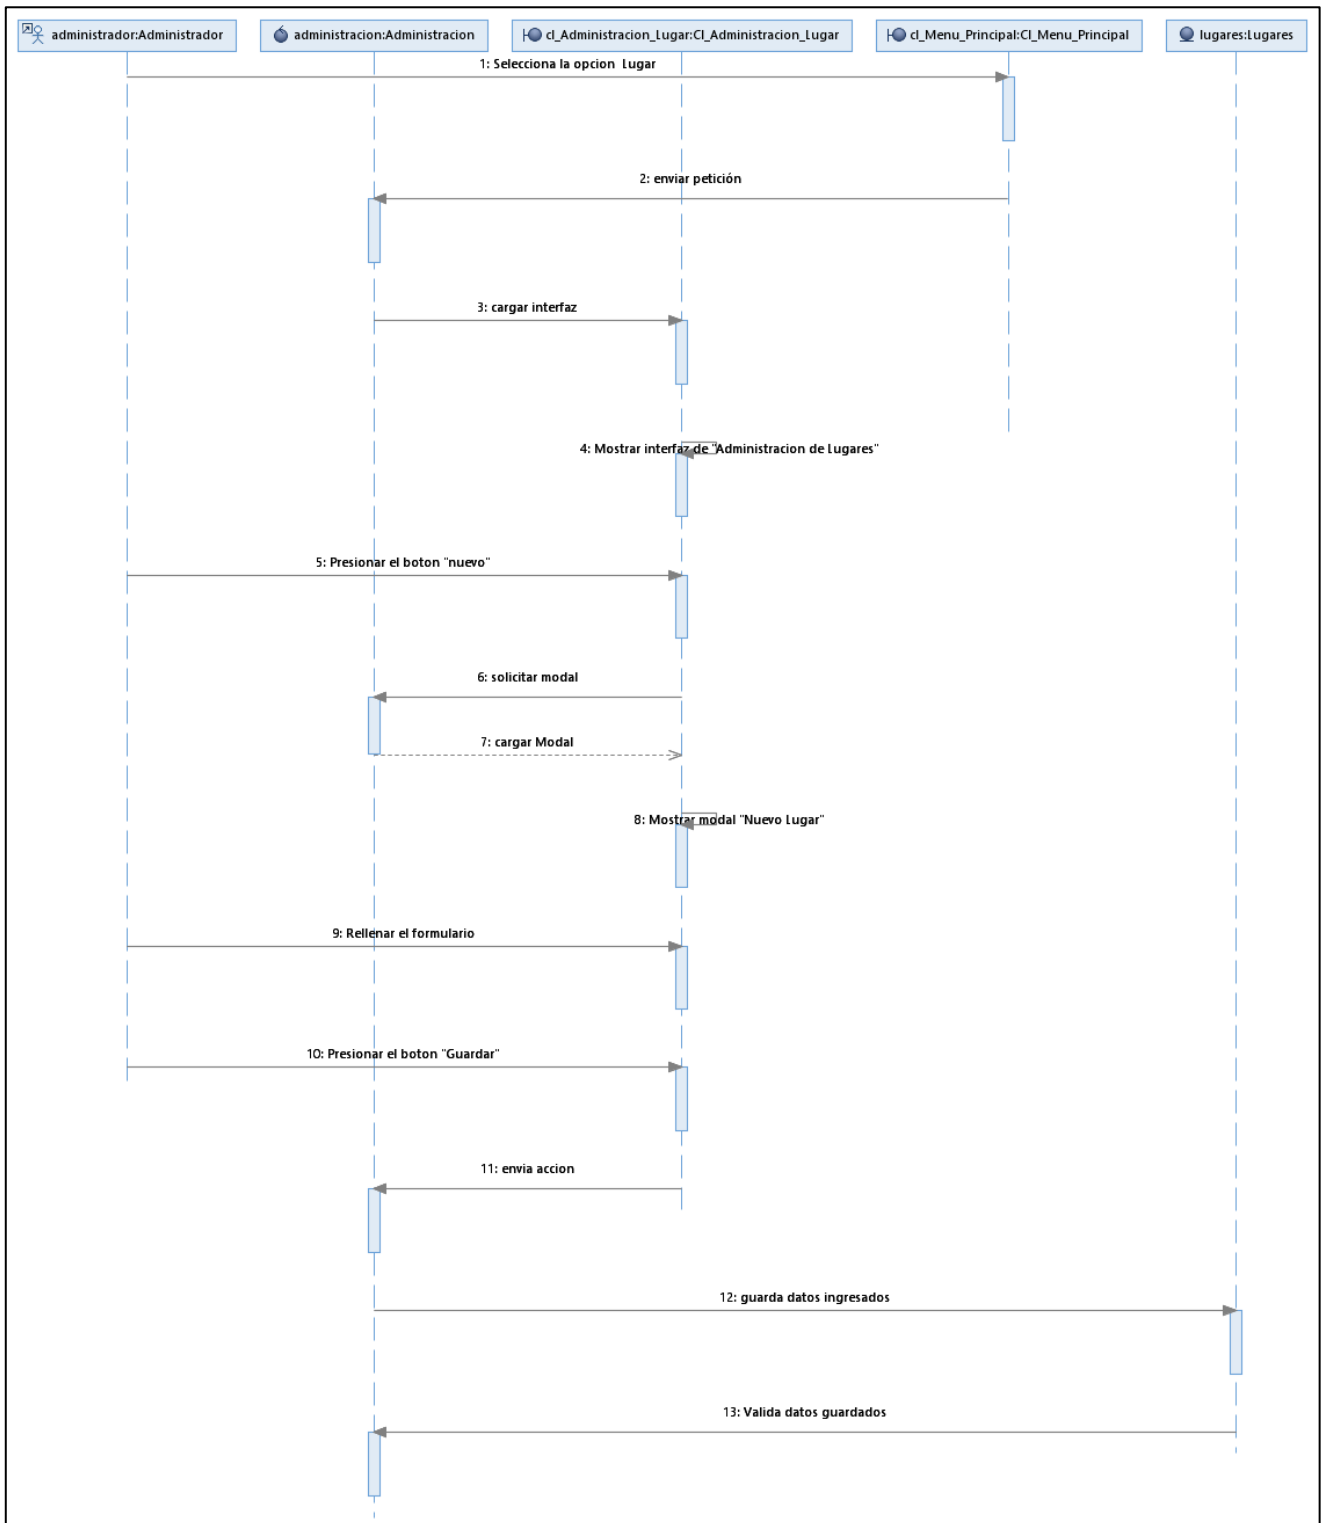 administrador:Administrador
administracion:Administracion
cl_Administracion_Lugar:Cl_Administracion_Lugar
cl_Menu_Principal:Cl_Menu_Principal
lugares:Lugares
1: Selecciona la opcion Lugar
2: enviar petición
3: cargar interfaz
4: Mostrar interfaz de "Administracion de Lugares"
5: Presionar el boton "nuevo"
6: solicitar modal
7: cargar Modal
8: Mostrar modal "Nuevo Lugar"
9: Rellenar el formulario
10: Presionar el boton "Guardar"
11: envia accion
12: guarda datos ingresados
13: Valida datos guardados